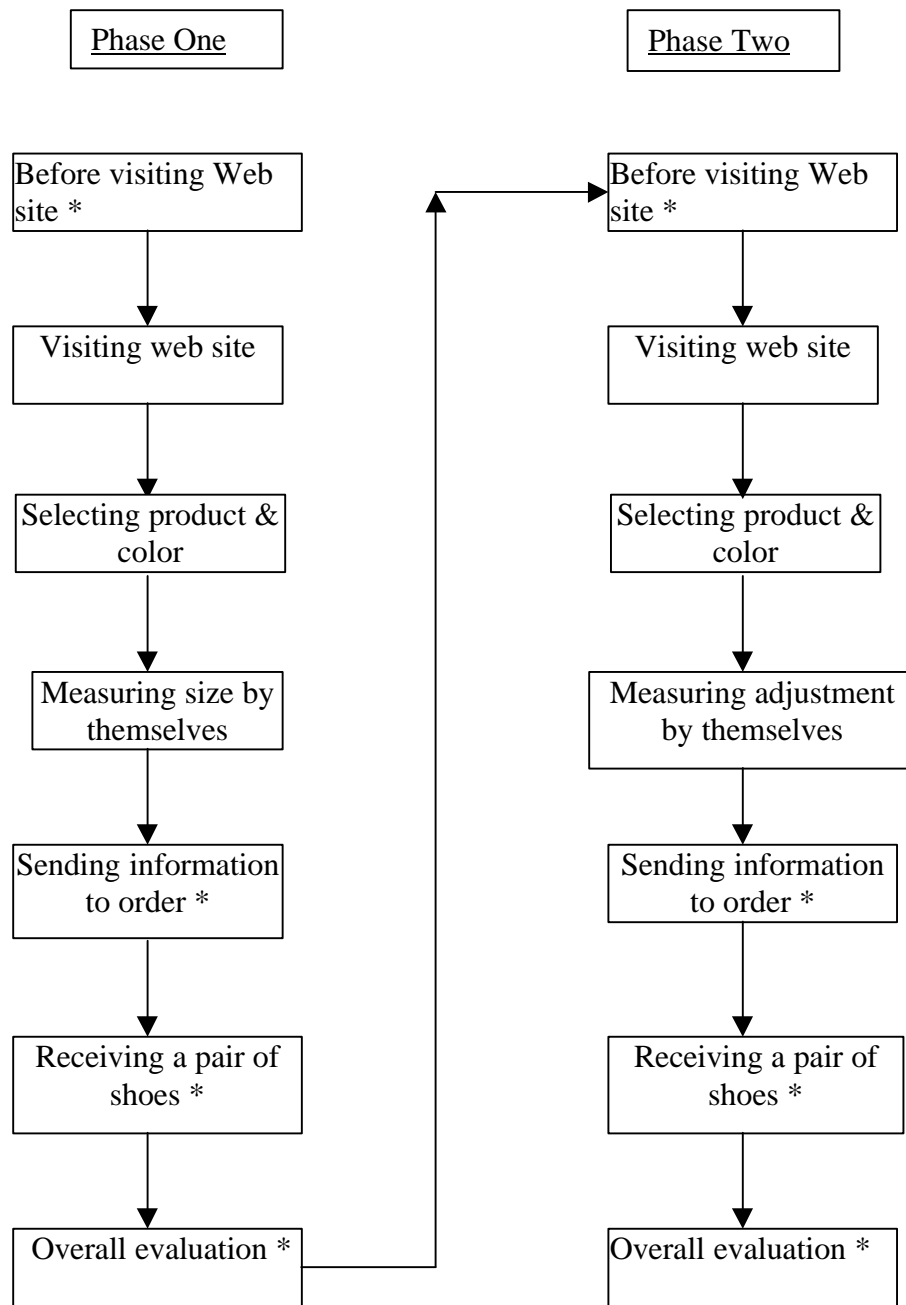 Phase One
Before visiting Web
site *
Visiting web site
Selecting product &
color
Measuring size by
themselves
Sending information
to order *
Receiving a pair of
shoes *
Overall evaluation *
Phase Two
Before visiting Web
site *
Visiting web site
Selecting product &
color
Measuring adjustment
by themselves
Sending information
to order *
Receiving a pair of
shoes *
Overall evaluation *